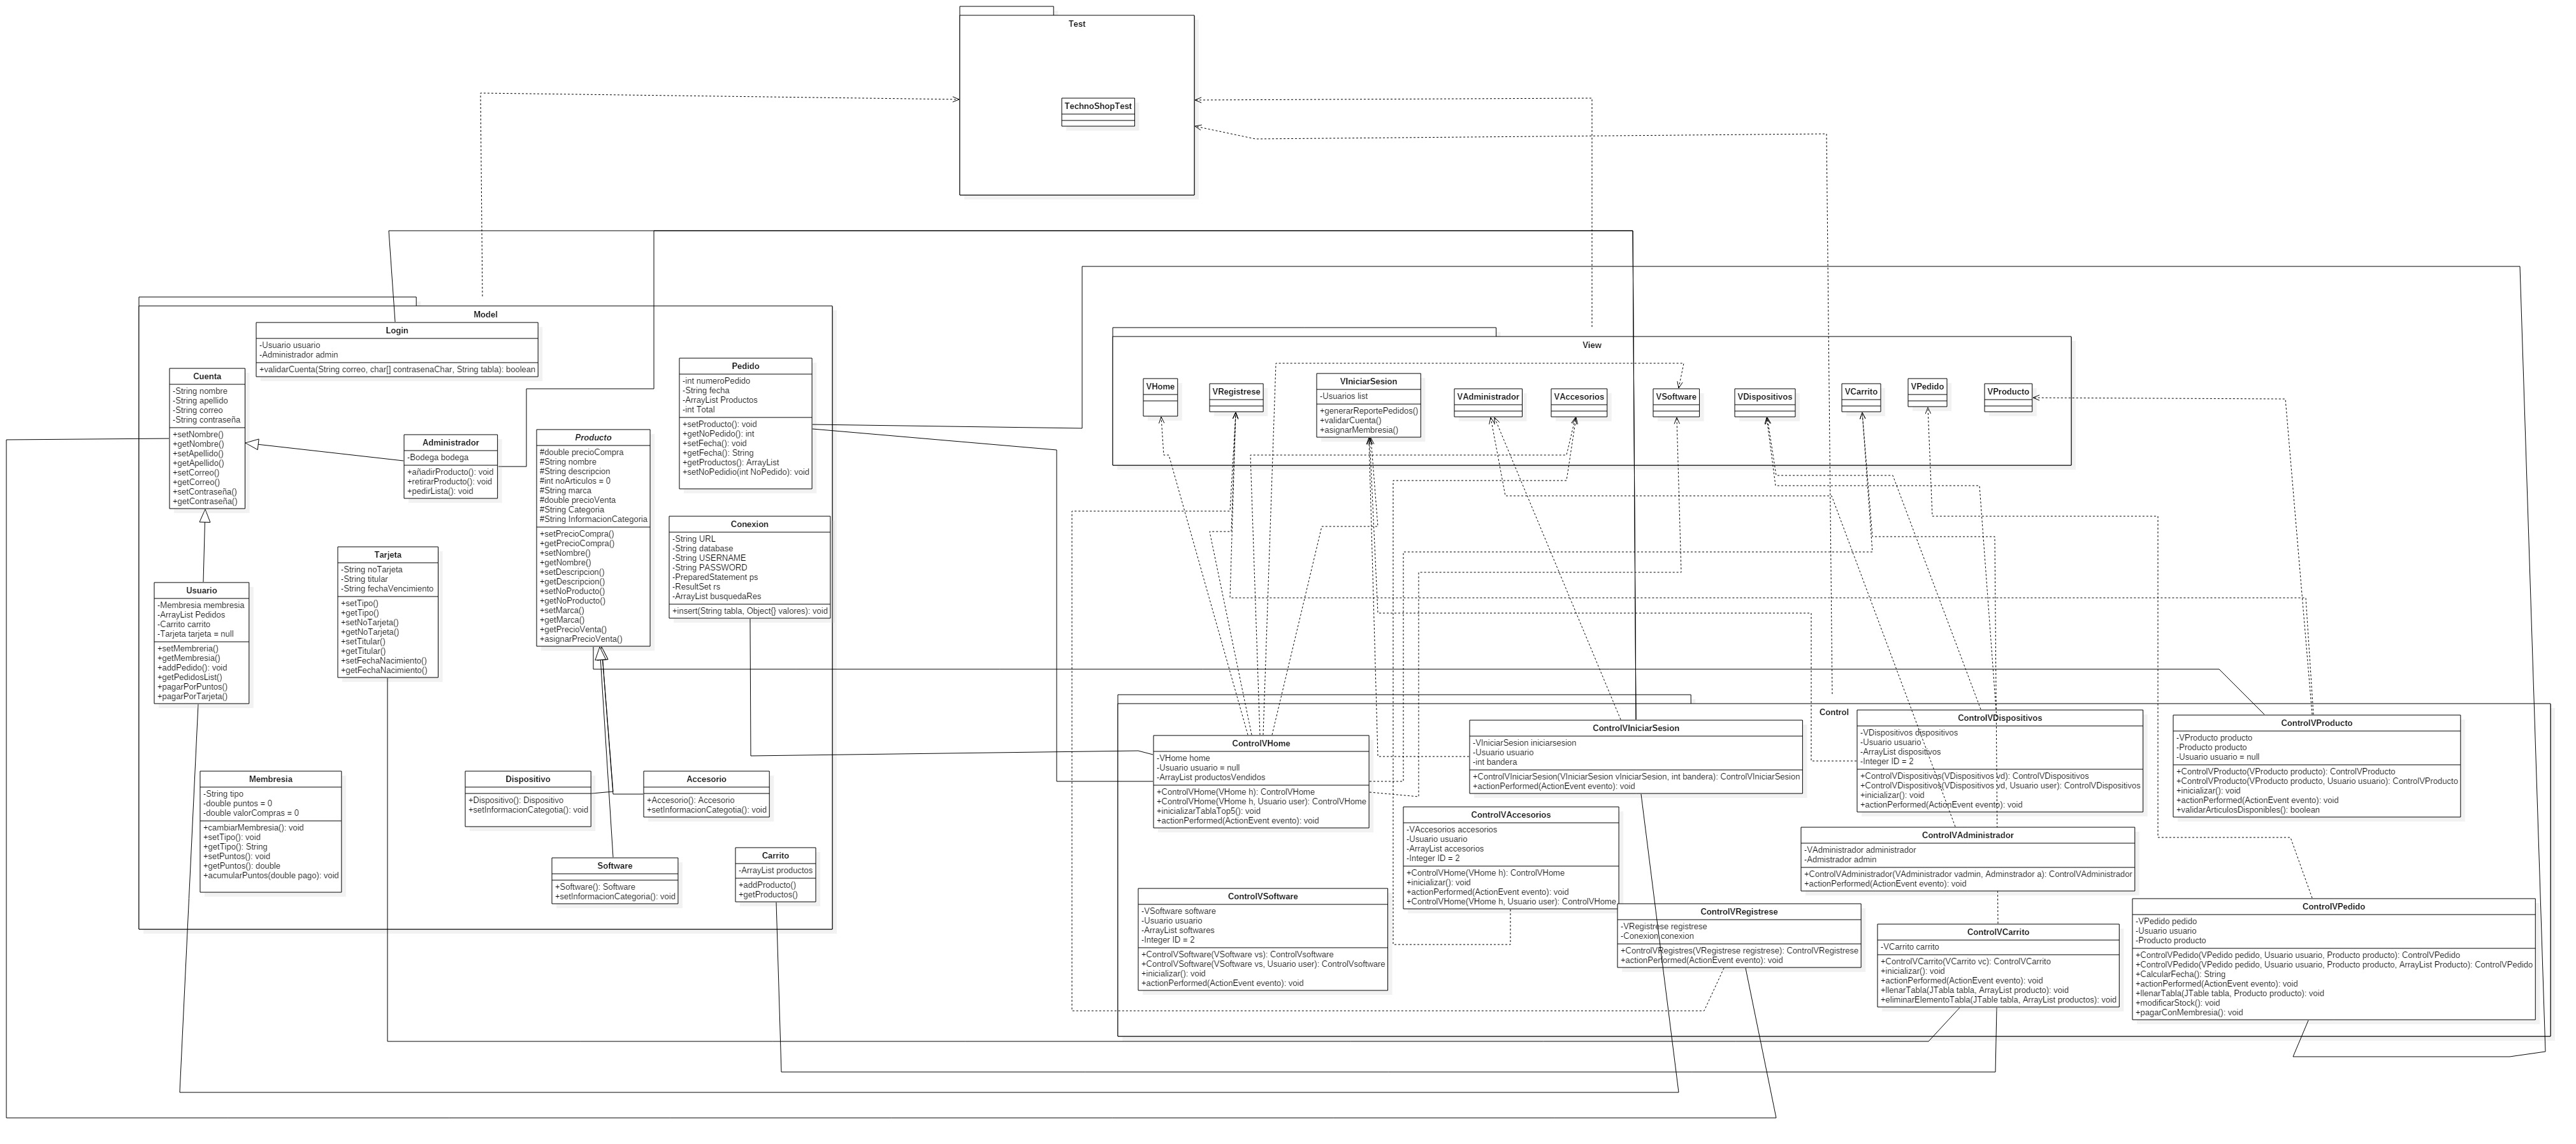 Test
TechnoShopTest
Model
Login
-Usuario usuario
-Administrador admin
+validarCuenta(String correo, char[] contrasenaChar, String tabla): boolean
Cuenta
-String nombre
-String apellido
-String correo
-String contraseña
+setNombre()
+getNombre()
+setApellido()
+getApellido()
+setCorreo()
+getCorreo()
+setContraseña()
+getContraseña()
Administrador
-Bodega bodega
+añadirProducto(): void
+retirarProducto(): void
+pedirLista(): void
Producto
#double precioCompra
#String nombre
#String descripcion
#int noArticulos = 0
#String marca
#double precioVenta
#String Categoria
#String InformacionCategoria
+setPrecioCompra()
+getPrecioCompra()
+setNombre()
+getNombre()
+setDescripcion()
+getDescripcion()
+setNoProducto()
+getNoProducto()
+setMarca()
+getMarca()
+getPrecioVenta()
+asignarPrecioVenta()
Pedido
-int numeroPedido
-String fecha
-ArrayList Productos
-int Total
+setProducto(): void
+getNoPedido(): int
+setFecha(): void
+getFecha(): String
+getProductos(): ArrayList
+setNoPedidio(int NoPedido): void
Conexion
-String URL
-String database
-String USERNAME
-String PASSWORD
-PreparedStatement ps
-ResultSet rs
-ArrayList busquedaRes
+insert(String tabla, Object{} valores): void
Tarjeta
-String noTarjeta
-String titular
-String fechaVencimiento
+setTipo()
+getTipo()
+setNoTarjeta()
+getNoTarjeta()
+setTitular()
+getTitular()
+setFechaNacimiento()
+getFechaNacimiento()
Usuario
-Membresia membresia
-ArrayList Pedidos
-Carrito carrito
-Tarjeta tarjeta = null
+setMembreria()
+getMembresia()
+addPedido(): void
+getPedidosList()
+pagarPorPuntos()
+pagarPorTarjeta()
Membresia
-String tipo
-double puntos = 0
-double valorCompras = 0
+cambiarMembresia(): void
+setTipo(): void
+getTipo(): String
+setPuntos(): void
+getPuntos(): double
+acumularPuntos(double pago): void
Dispositivo
+Dispositivo(): Dispositivo
+setInformacionCategotia(): void
Accesorio
+Accesorio(): Accesorio
+setInformacionCategotia(): void
Software
+Software(): Software
+setInformacionCategoria(): void
Carrito
-ArrayList productos
+addProducto()
+getProductos()
View
VHome
VRegistrese
VIniciarSesion
-Usuarios list
+generarReportePedidos()
+validarCuenta()
+asignarMembresia()
VAdministrador
VAccesorios
VSoftware
VDispositivos
VCarrito
VPedido
VProducto
Control
ControlVHome
-VHome home
-Usuario usuario = null
-ArrayList productosVendidos
+ControlVHome(VHome h): ControlVHome
+ControlVHome(VHome h, Usuario user): ControlVHome
+inicializarTablaTop5(): void
+actionPerformed(ActionEvent evento): void
ControlVIniciarSesion
-VIniciarSesion iniciarsesion
-Usuario usuario
-int bandera
+ControlVIniciarSesion(VIniciarSesion vIniciarSesion, int bandera): ControlVIniciarSesion
+actionPerformed(ActionEvent evento): void
ControlVDispositivos
-VDispositivos dispositivos
-Usuario usuario
-ArrayList dispositivos
-Integer ID = 2
+ControlVDispositivos(VDispositivos vd): ControlVDispositivos
+ControlVDispositivos(VDispositivos vd, Usuario user): ControlVDispositivos
+inicializar(): void
+actionPerformed(ActionEvent evento): void
ControlVProducto
-VProducto producto
-Producto producto
-Usuario usuario = null
+ControlVProducto(VProducto producto): ControlVProducto
+ControlVProducto(VProducto producto, Usuario usuario): ControlVProducto
+inicializar(): void
+actionPerformed(ActionEvent evento): void
+validarArticulosDisponibles(): boolean
ControlVAccesorios
-VAccesorios accesorios
-Usuario usuario
-ArrayList accesorios
-Integer ID = 2
+ControlVHome(VHome h): ControlVHome
+inicializar(): void
+actionPerformed(ActionEvent evento): void
+ControlVHome(VHome h, Usuario user): ControlVHome
ControlVAdministrador
-VAdministrador administrador
-Admistrador admin
+ControlVAdministrador(VAdministrador vadmin, Adminstrador a): ControlVAdministrador
+actionPerformed(ActionEvent evento): void
ControlVSoftware
-VSoftware software
-Usuario usuario
-ArrayList softwares
-Integer ID = 2
+ControlVSoftware(VSoftware vs): ControlVsoftware
+ControlVSoftware(VSoftware vs, Usuario user): ControlVsoftware
+inicializar(): void
+actionPerformed(ActionEvent evento): void
ControlVRegistrese
-VRegistrese registrese
-Conexion conexion
+ControlVRegistres(VRegistrese registrese): ControlVRegistrese
+actionPerformed(ActionEvent evento): void
ControlVCarrito
-VCarrito carrito
+ControlVCarrito(VCarrito vc): ControlVCarrito
+inicializar(): void
+actionPerformed(ActionEvent evento): void
+llenarTabla(JTabla tabla, ArrayList producto): void
+eliminarElementoTabla(JTable tabla, ArrayList productos): void
ControlVPedido
-VPedido pedido
-Usuario usuario
-Producto producto
+ControlVPedido(VPedido pedido, Usuario usuario, Producto producto): ControlVPedido
+ControlVPedido(VPedido pedido, Usuario usuario, Producto producto, ArrayList Producto): ControlVPedido
+CalcularFecha(): String
+actionPerformed(ActionEvent evento): void
+llenarTabla(JTable tabla, Producto producto): void
+modificarStock(): void
+pagarConMembresia(): void